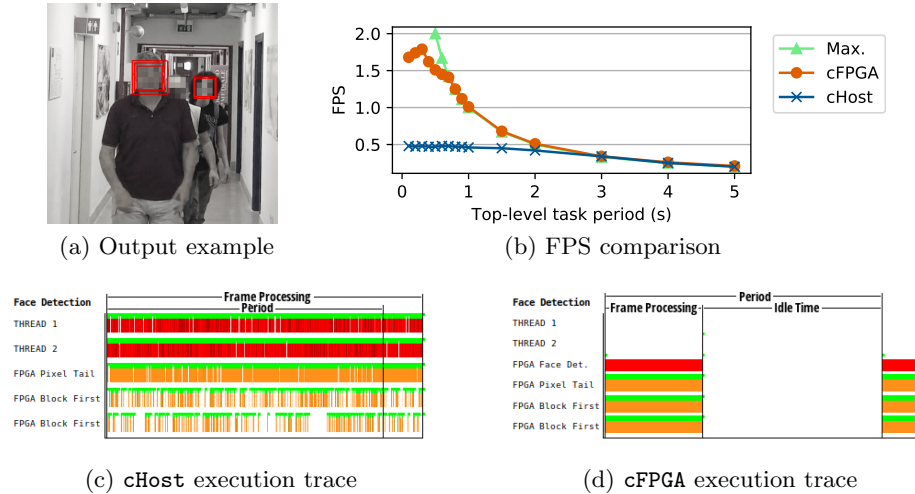 2.0
1.5
1.0
0.5
FPS
0 1 2 3 4 5
Top-level task period (s)
Max.
cFPGA
cHost
(a) Output example
(b) FPS comparison
Face Detection
Frame Processing
Period
THREAD 1
THREAD 2
FPGA Pixel Tail
FPGA Block First
FPGA Block First
Face Detection
Period
Frame Processing
Idle Time
THREAD 1
THREAD 2
FPGA Face Det.
FPGA Pixel Tail
FPGA Block First
FPGA Block First
(c) cHost execution trace
(d) cFPGA execution trace